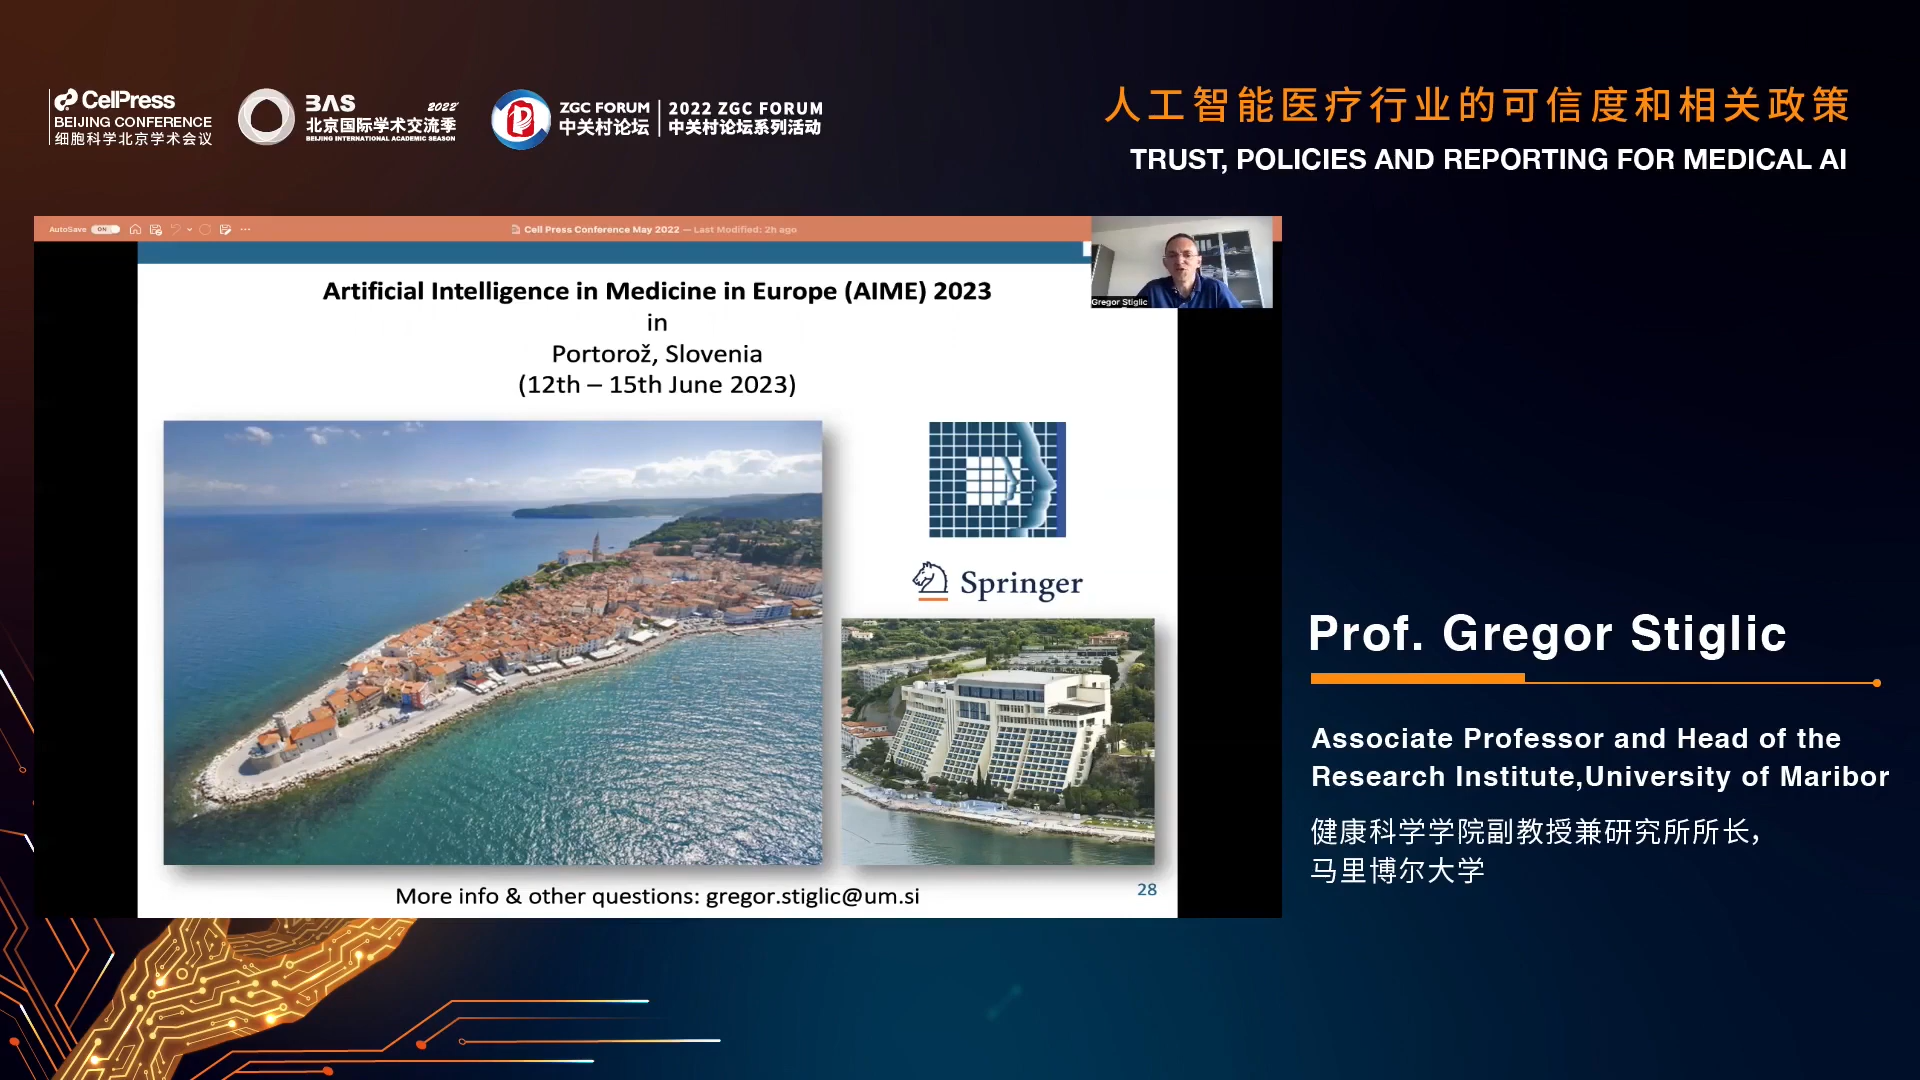 CellPress
BEIJING CONFERENCE
细胞科学北京学术会议
BAS 2022
北京国际学术交流季
BEIJING INTERNATIONAL ACADEMIC SEASON
ZGC FORUM
中关村论坛
2022 ZGC FORUM
中关村论坛系列活动
人工智能医疗行业的可信度和相关政策
TRUST, POLICIES AND REPORTING FOR MEDICAL AI
AutoSave ON
Cell Press Conference May 2022 — Last Modified: 2h ago
Gregor Stiglic
Artificial Intelligence in Medicine in Europe (AIME) 2023
in
Portorož, Slovenia
(12th – 15th June 2023)
Springer
More info & other questions: gregor.stiglic@um.si
28
Prof. Gregor Stiglic
Associate Professor and Head of the
Research Institute,University of Maribor
健康科学学院副教授兼研究所所长,
马里博尔大学